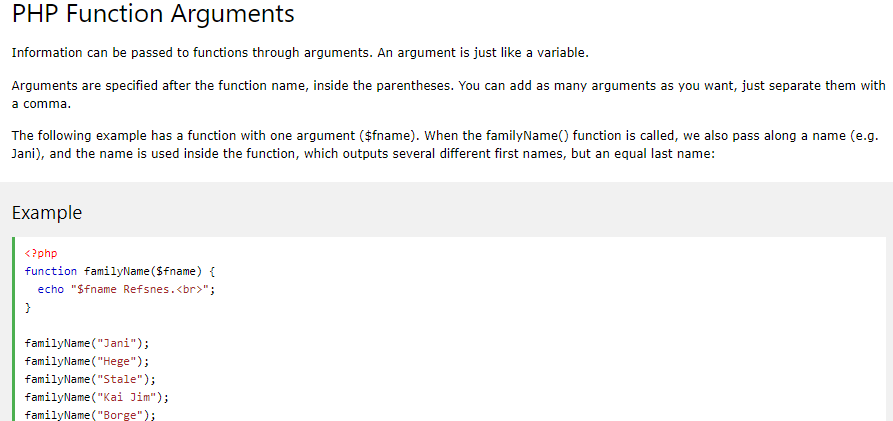 PHP Function Arguments
Information can be passed to functions through arguments. An argument is just like a variable.
Arguments are specified after the function name, inside the parentheses. You can add as many arguments as you want, just separate them with
a comma.
The following example has a function with one argument ($fname). When the familyName() function is called, we also pass along a name (e.g.
Jani), and the name is used inside the function, which outputs several different first names, but an equal last name:
Example
<?php
function familyName($fname) {
  echo "$fname Refsnes.<br>";
}
familyName("Jani");
familyName("Hege");
familyName("Stale");
familyName("Kai Jim");
familyName("Borge");